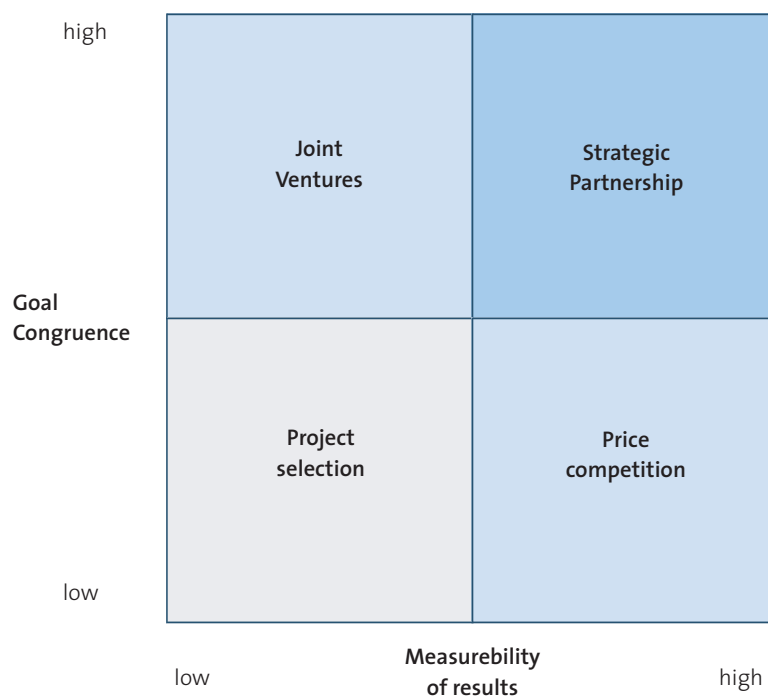 high
Joint
Ventures
Strategic
Partnership
Goal
Congruence
Project
selection
Price
competition
low
low
Measurebility
of results
high